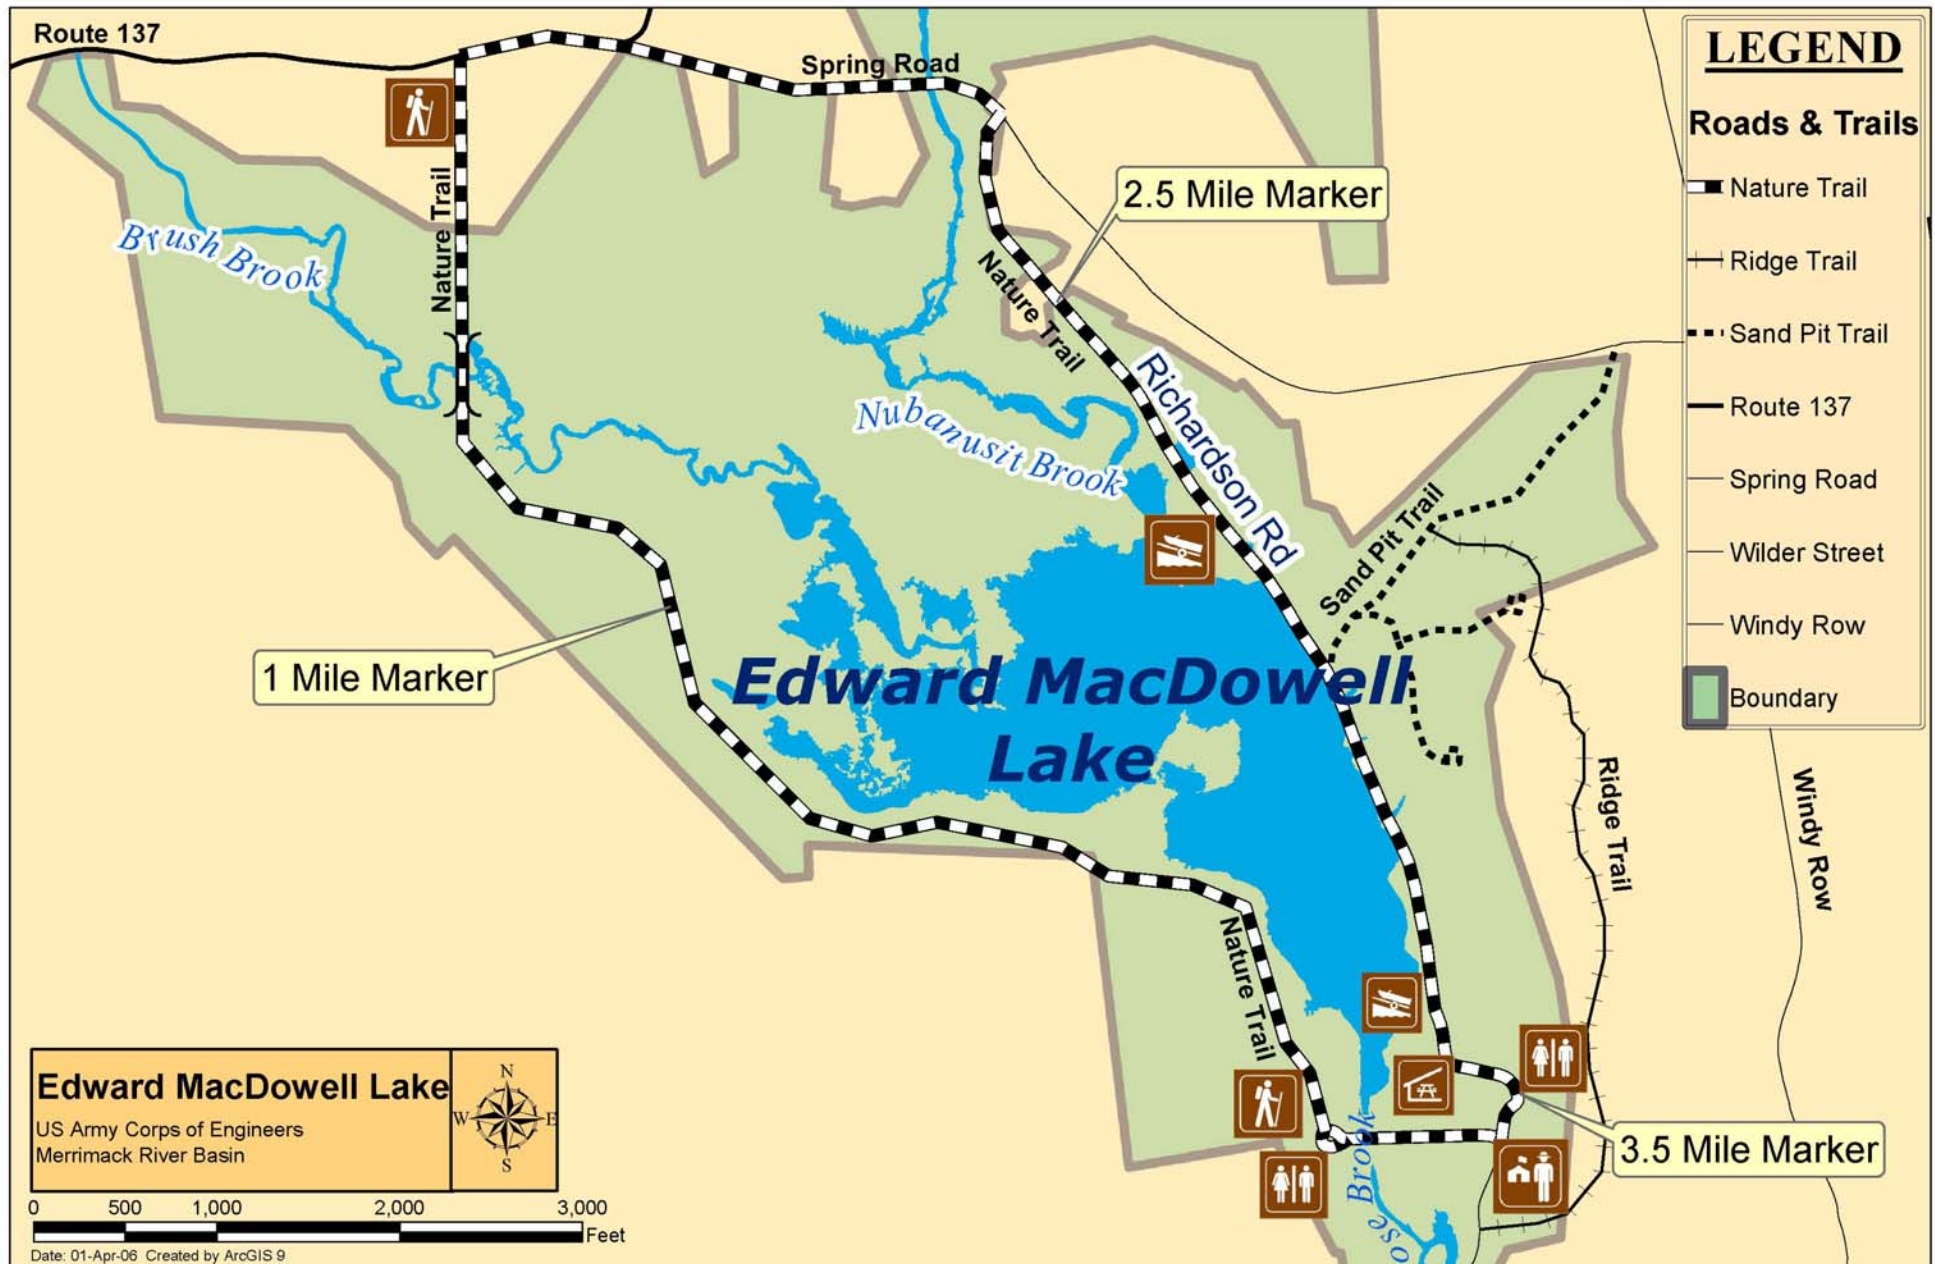 Route 137
Spring Road
Nature Trail
Brush Brook
2.5 Mile Marker
Nature Trail
Richardson Rd
Nubanusit Brook
Sand Pit Trail
1 Mile Marker
Edward MacDowell
Lake
Ridge Trail
Windy Row
Nature Trail
3.5 Mile Marker
ose Brook
LEGEND
Roads & Trails
Nature Trail
Ridge Trail
Sand Pit Trail
Route 137
Spring Road
Wilder Street
Windy Row
Boundary
Edward MacDowell Lake
US Army Corps of Engineers
Merrimack River Basin
N
W E
S
0 500 1,000 2,000 3,000
Feet
Date: 01-Apr-06 Created by ArcGIS 9